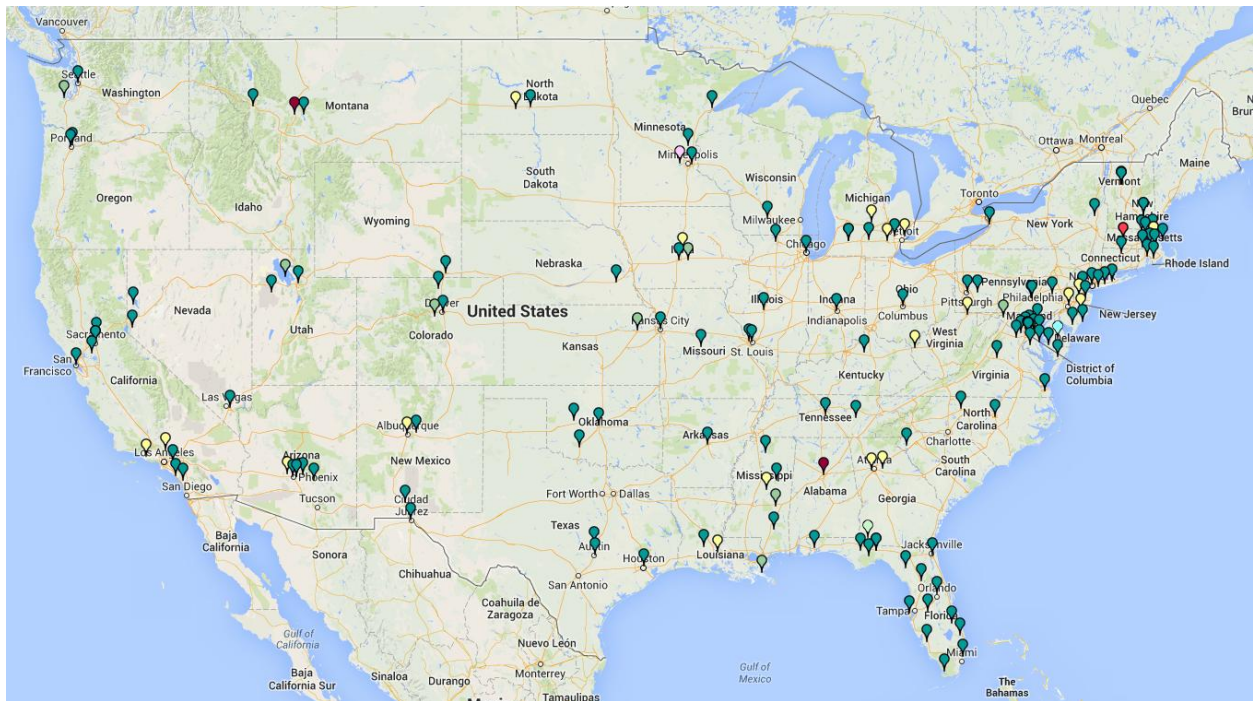 Vancouver
Seattle
Washington
Montana
North
Dakota
Minnesota
Minneapolis
Quebec
Ottawa
Montreal
Maine
Vermont
Portland
Oregon
Idaho
Wyoming
South
Dakota
Wisconsin
Michigan
Toronto
Milwaukee
Detroit
New York
New
Hampshire
Massachusetts
Chicago
Connecticut
Rhode Island
Nebraska
Nevada
Utah
Denver
Colorado
United States
Illinois
Indiana
Indianapolis
Ohio
Columbus
Pennsylvania
Pittsburgh
Philadelphia
New Jersey
Maryland
Delaware
District of
Columbia
Sacramento
San
Francisco
California
Kansas City
Kansas
Missouri
St. Louis
West
Virginia
Virginia
Kentucky
Las Vegas
Albuquerque
New Mexico
Oklahoma
Arkansas
Tennessee
North
Carolina
Charlotte
South
Carolina
Los Angeles
San Diego
Arizona
Phoenix
Tucson
Ciudad
Juárez
Fort Worth
Dallas
Texas
Mississippi
Alabama
Georgia
Baja
California
Sonora
Chihuahua
Austin
San Antonio
Houston
Louisiana
Jacksonville
Orlando
Tampa
Florida
Miami
Coahuila de
Zaragoza
Nuevo León
Monterrey
Gulf of
California
Baja
California Sur
Sinaloa
Durango
Tamaulipas
Gulf of
Mexico
The
Bahamas